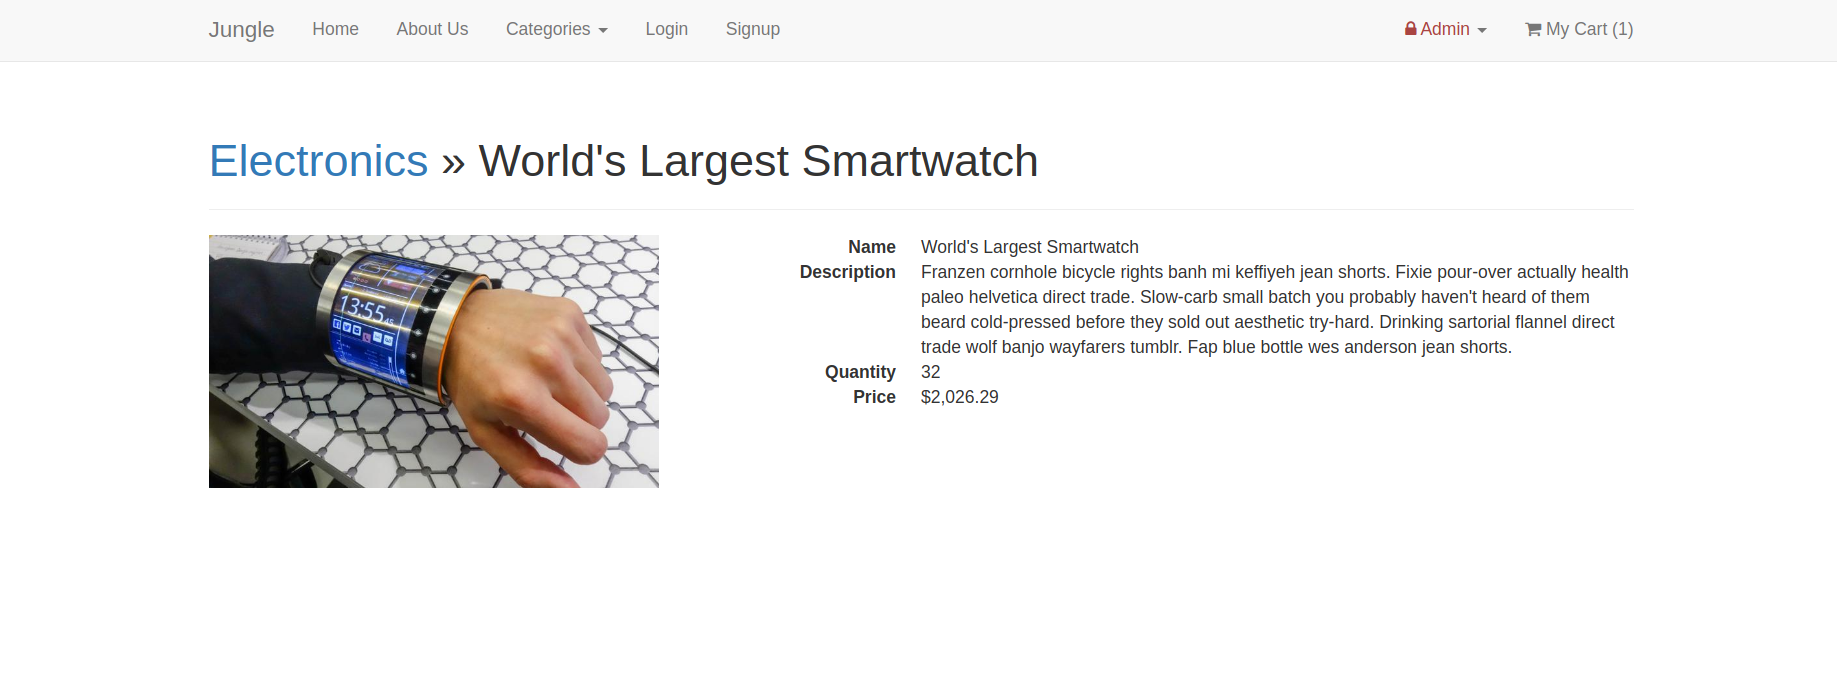 Jungle Home About Us Categories Login Signup Admin My Cart (1)
Electronics » World's Largest Smartwatch
13:55
Name World's Largest Smartwatch
Description Franzen cornhole bicycle rights banh mi keffiyeh jean shorts. Fixie pour-over actually health
paleo helvetica direct trade. Slow-carb small batch you probably haven't heard of them
beard cold-pressed before they sold out aesthetic try-hard. Drinking sartorial flannel direct
trade wolf banjo wayfarers tumblr. Fap blue bottle wes anderson jean shorts.
Quantity 32
Price $2,026.29